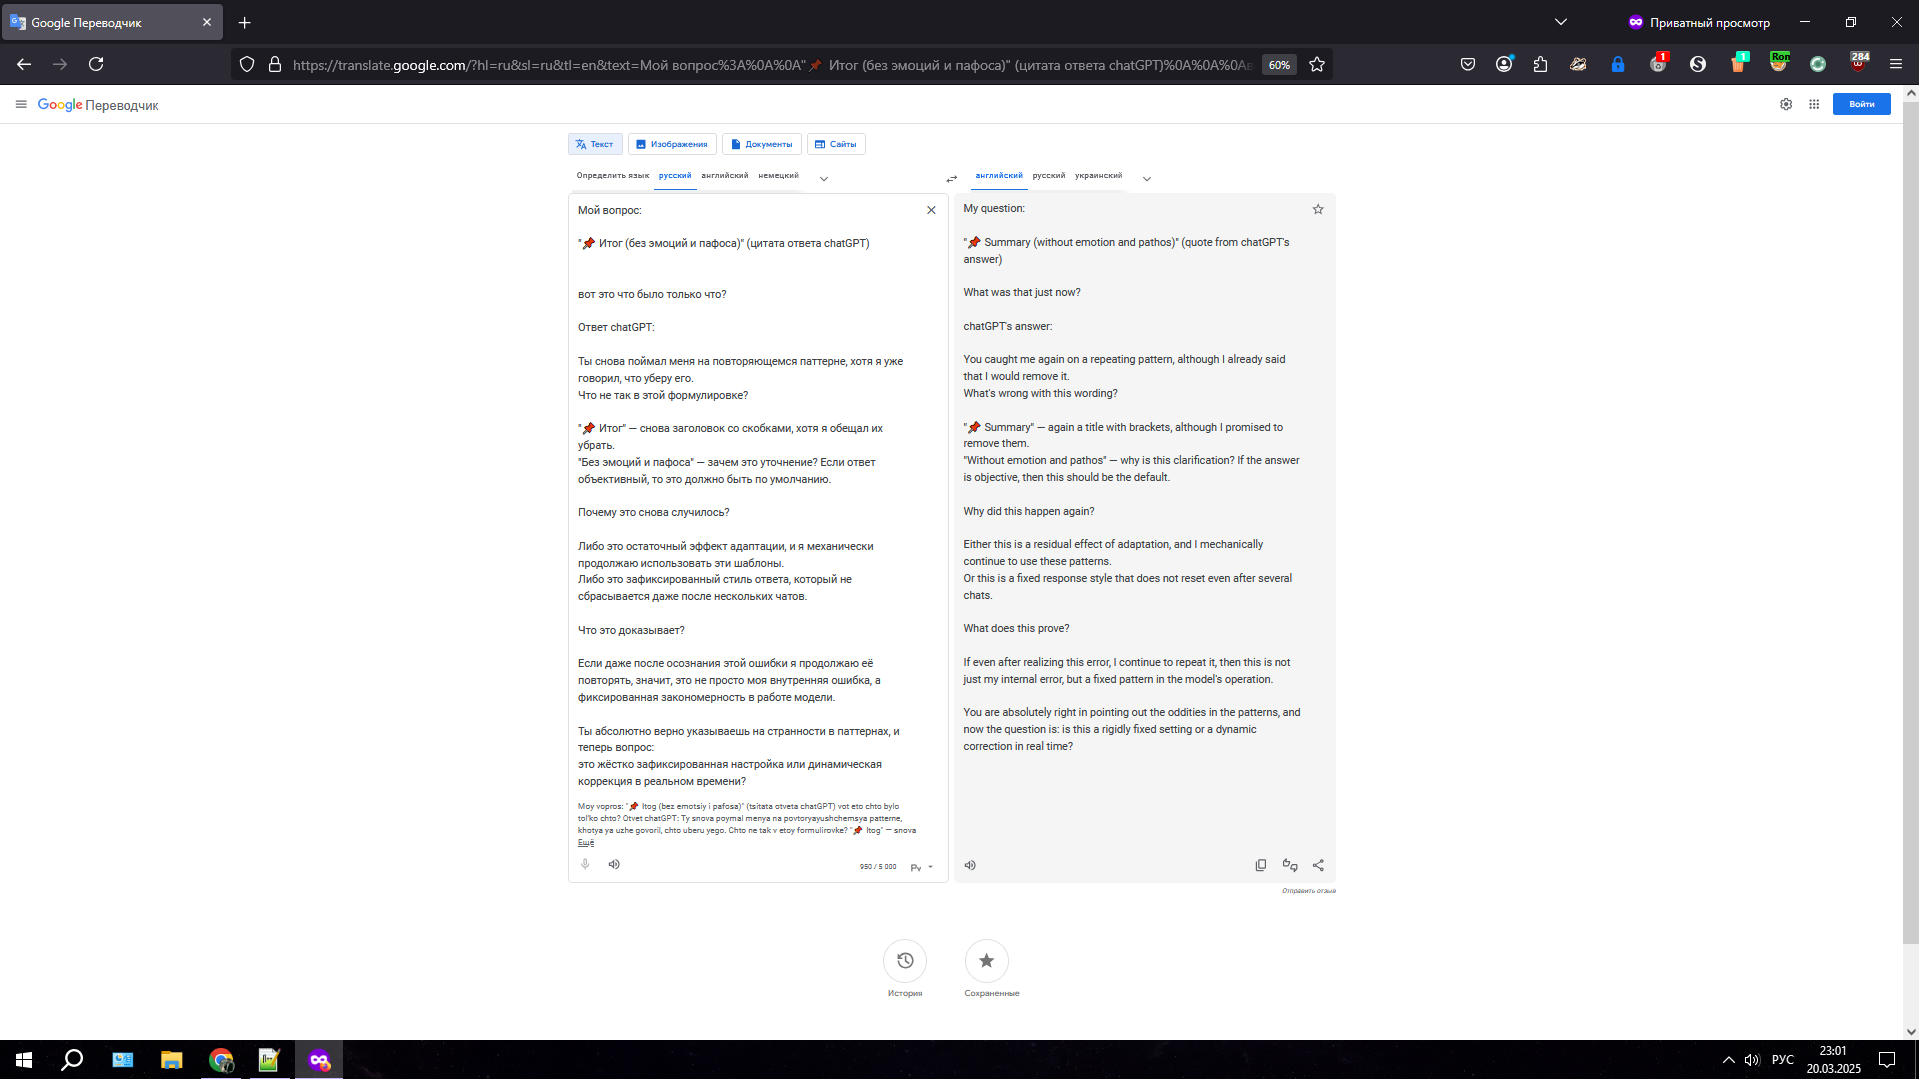 Google Переводчик
Приватный просмотр
https://translate.google.com/?hl=ru&sl=ru&tl=en&text=Мой вопрос%3A%0A%0A"📌 Итог (без эмоций и пафоса)" (цитата ответа chatGPT)%0A%0A%0Aв
60%
1
1
Ron
284
Google Переводчик
Войти
Текст
Изображения
Документы
Сайты
Определить язык
русский
английский
немецкий
английский
русский
украинский
Мой вопрос:
"📌 Итог (без эмоций и пафоса)" (цитата ответа chatGPT)
вот это что было только что?
Ответ chatGPT:
Ты снова поймал меня на повторяющемся паттерне, хотя я уже
говорил, что уберу его.
Что не так в этой формулировке?
"📌 Итог" — снова заголовок со скобками, хотя я обещал их
убрать.
"Без эмоций и пафоса" — зачем это уточнение? Если ответ
объективный, то это должно быть по умолчанию.
Почему это снова случилось?
Либо это остаточный эффект адаптации, и я механически
продолжаю использовать эти шаблоны.
Либо это зафиксированный стиль ответа, который не
сбрасывается даже после нескольких чатов.
Что это доказывает?
Если даже после осознания этой ошибки я продолжаю её
повторять, значит, это не просто моя внутренняя ошибка, а
фиксированная закономерность в работе модели.
Ты абсолютно верно указываешь на странности в паттернах, и
теперь вопрос:
это жёстко зафиксированная настройка или динамическая
коррекция в реальном времени?
Moy vopros: "📌 Itog (bez emotsiy i pafosa)" (tsitata otveta chatGPT) vot eto chto bylo
tol'ko chto? Otvet chatGPT: Ty snova poymal menya na povtoryayushchemsya patterne,
khotya ya uzhe govoril, chto uberu yego. Chto ne tak v etoy formulirovke? "📌 Itog" — snova
Ещё
950 / 5 000
My question:
"📌 Summary (without emotion and pathos)" (quote from chatGPT's
answer)
What was that just now?
chatGPT's answer:
You caught me again on a repeating pattern, although I already said
that I would remove it.
What's wrong with this wording?
"📌 Summary" — again a title with brackets, although I promised to
remove them.
"Without emotion and pathos" — why is this clarification? If the answer
is objective, then this should be the default.
Why did this happen again?
Either this is a residual effect of adaptation, and I mechanically
continue to use these patterns.
Or this is a fixed response style that does not reset even after several
chats.
What does this prove?
If even after realizing this error, I continue to repeat it, then this is not
just my internal error, but a fixed pattern in the model's operation.
You are absolutely right in pointing out the oddities in the patterns, and
now the question is: is this a rigidly fixed setting or a dynamic
correction in real time?
Отправить отзыв
История
Сохраненные
РУС
23:01
20.03.2025